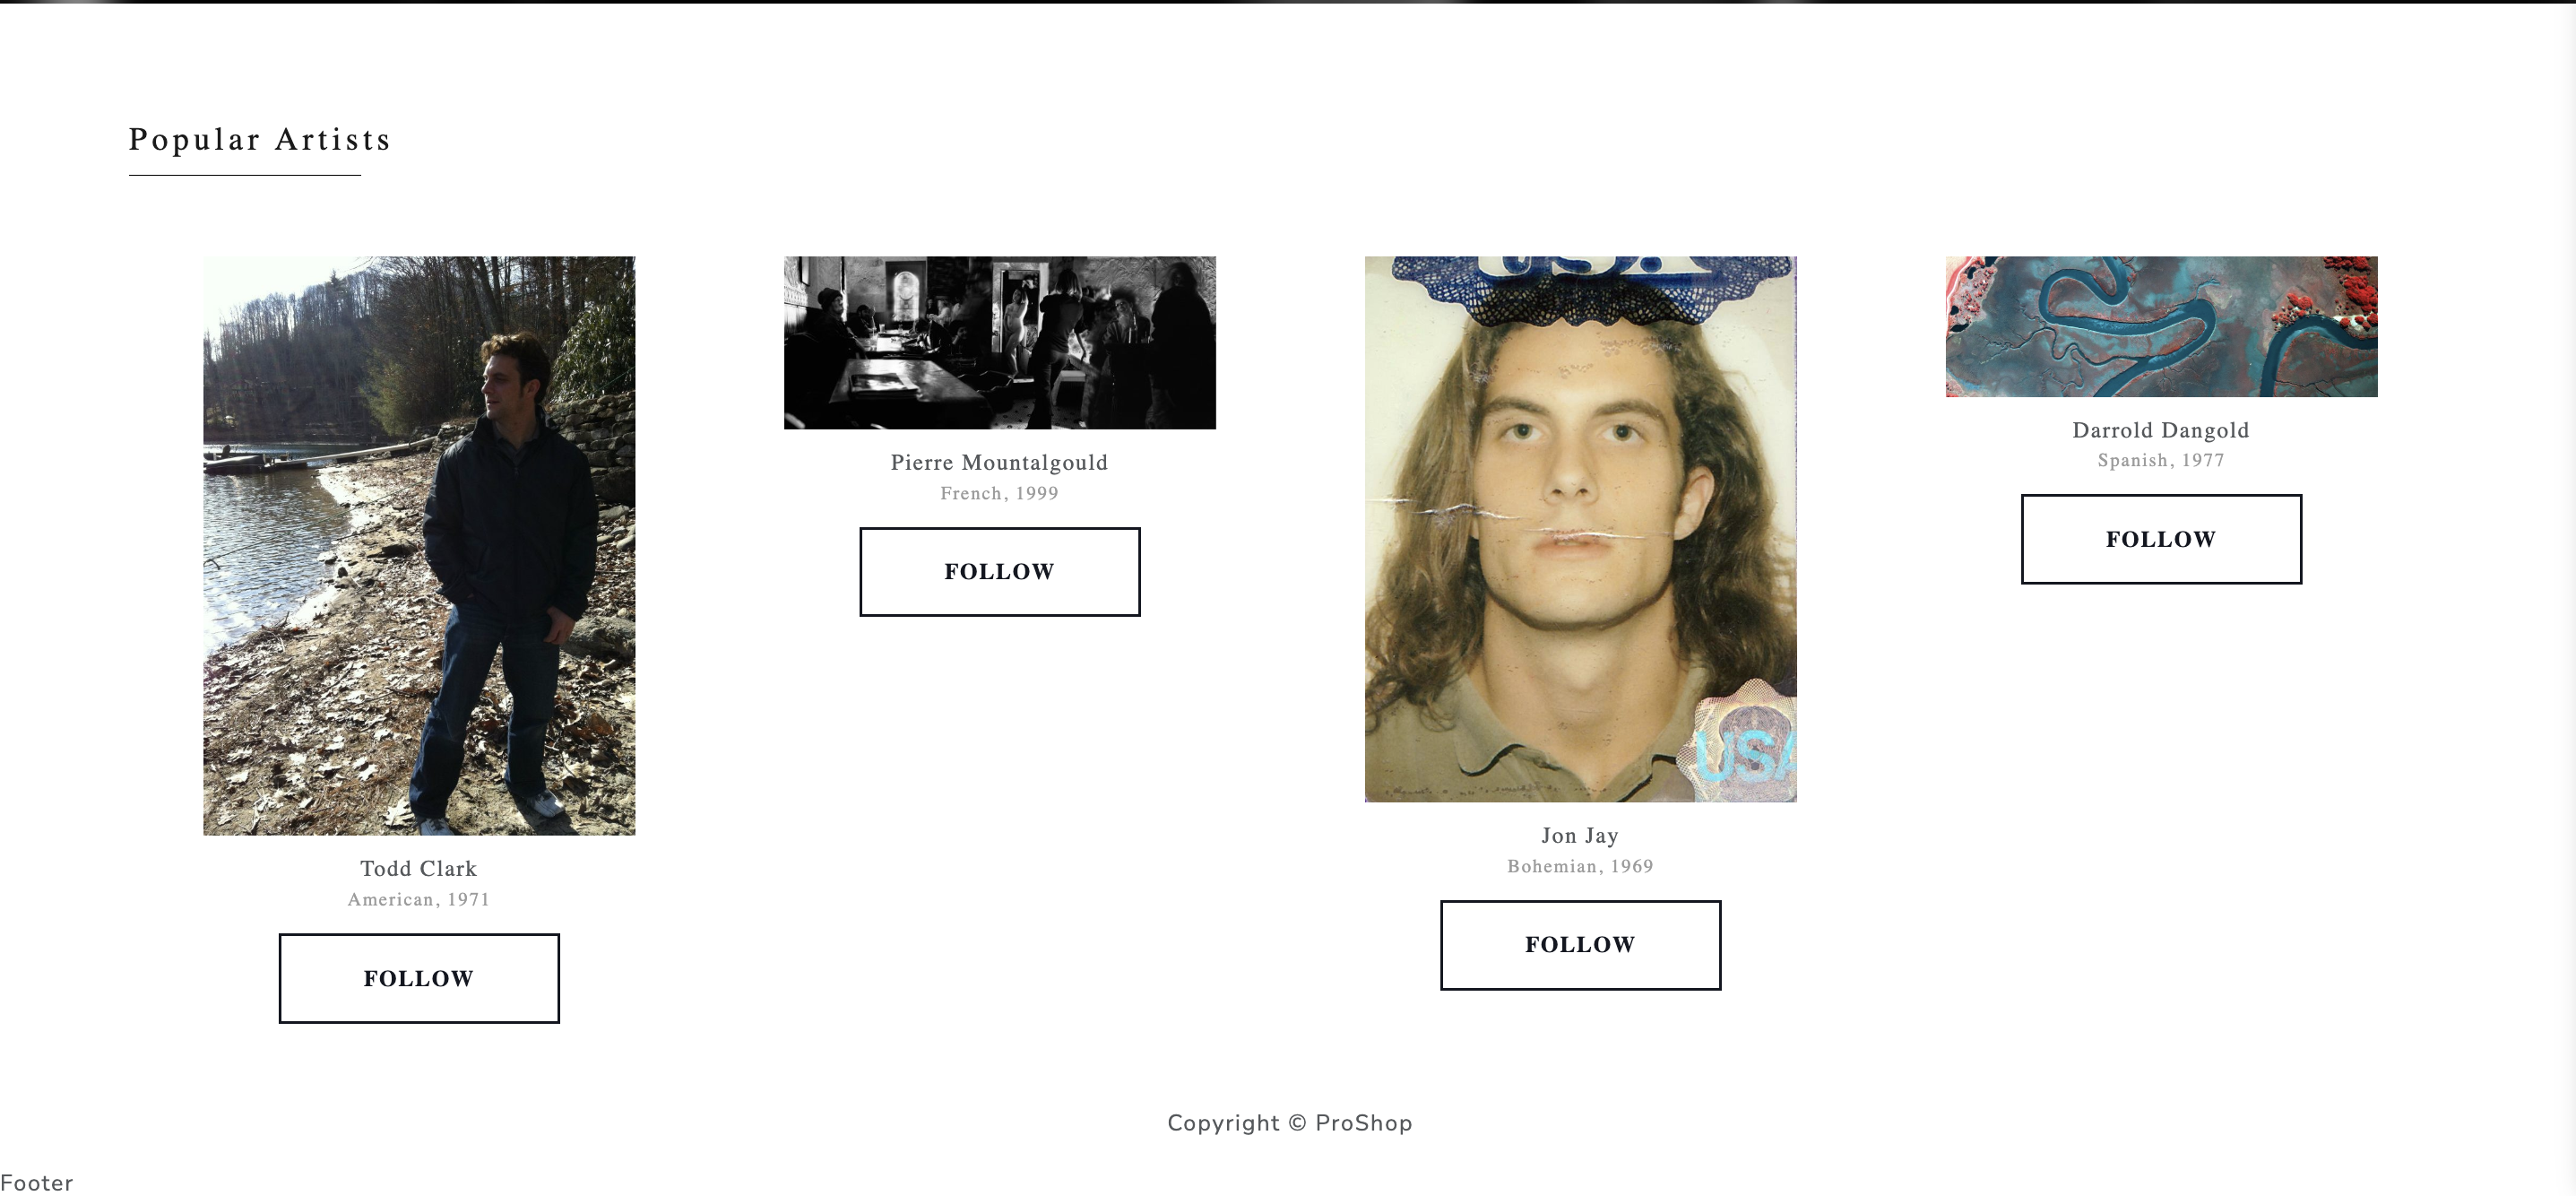 Popular Artists
USA
Todd Clark
American, 1971
FOLLOW
Pierre Mountalgould
French, 1999
FOLLOW
USA
Jon Jay
Bohemian, 1969
FOLLOW
Darrold Dangold
Spanish, 1977
FOLLOW
Copyright © ProShop
Footer